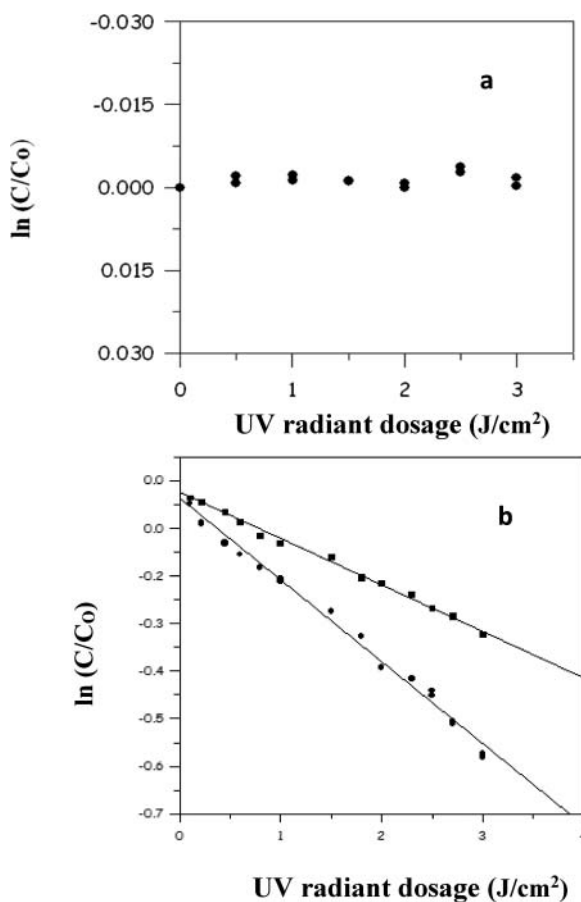 -0.030
a
-0.015
ln (C/Co)
0.000
0.015
0.030
0 1 2 3
UV radiant dosage (J/cm²)
0.0
b
0.0
-0.2
ln (C/Co)
-0.3
-0.4
-0.5
-0.6
-0.7
0 1 2 3 4
UV radiant dosage (J/cm²)